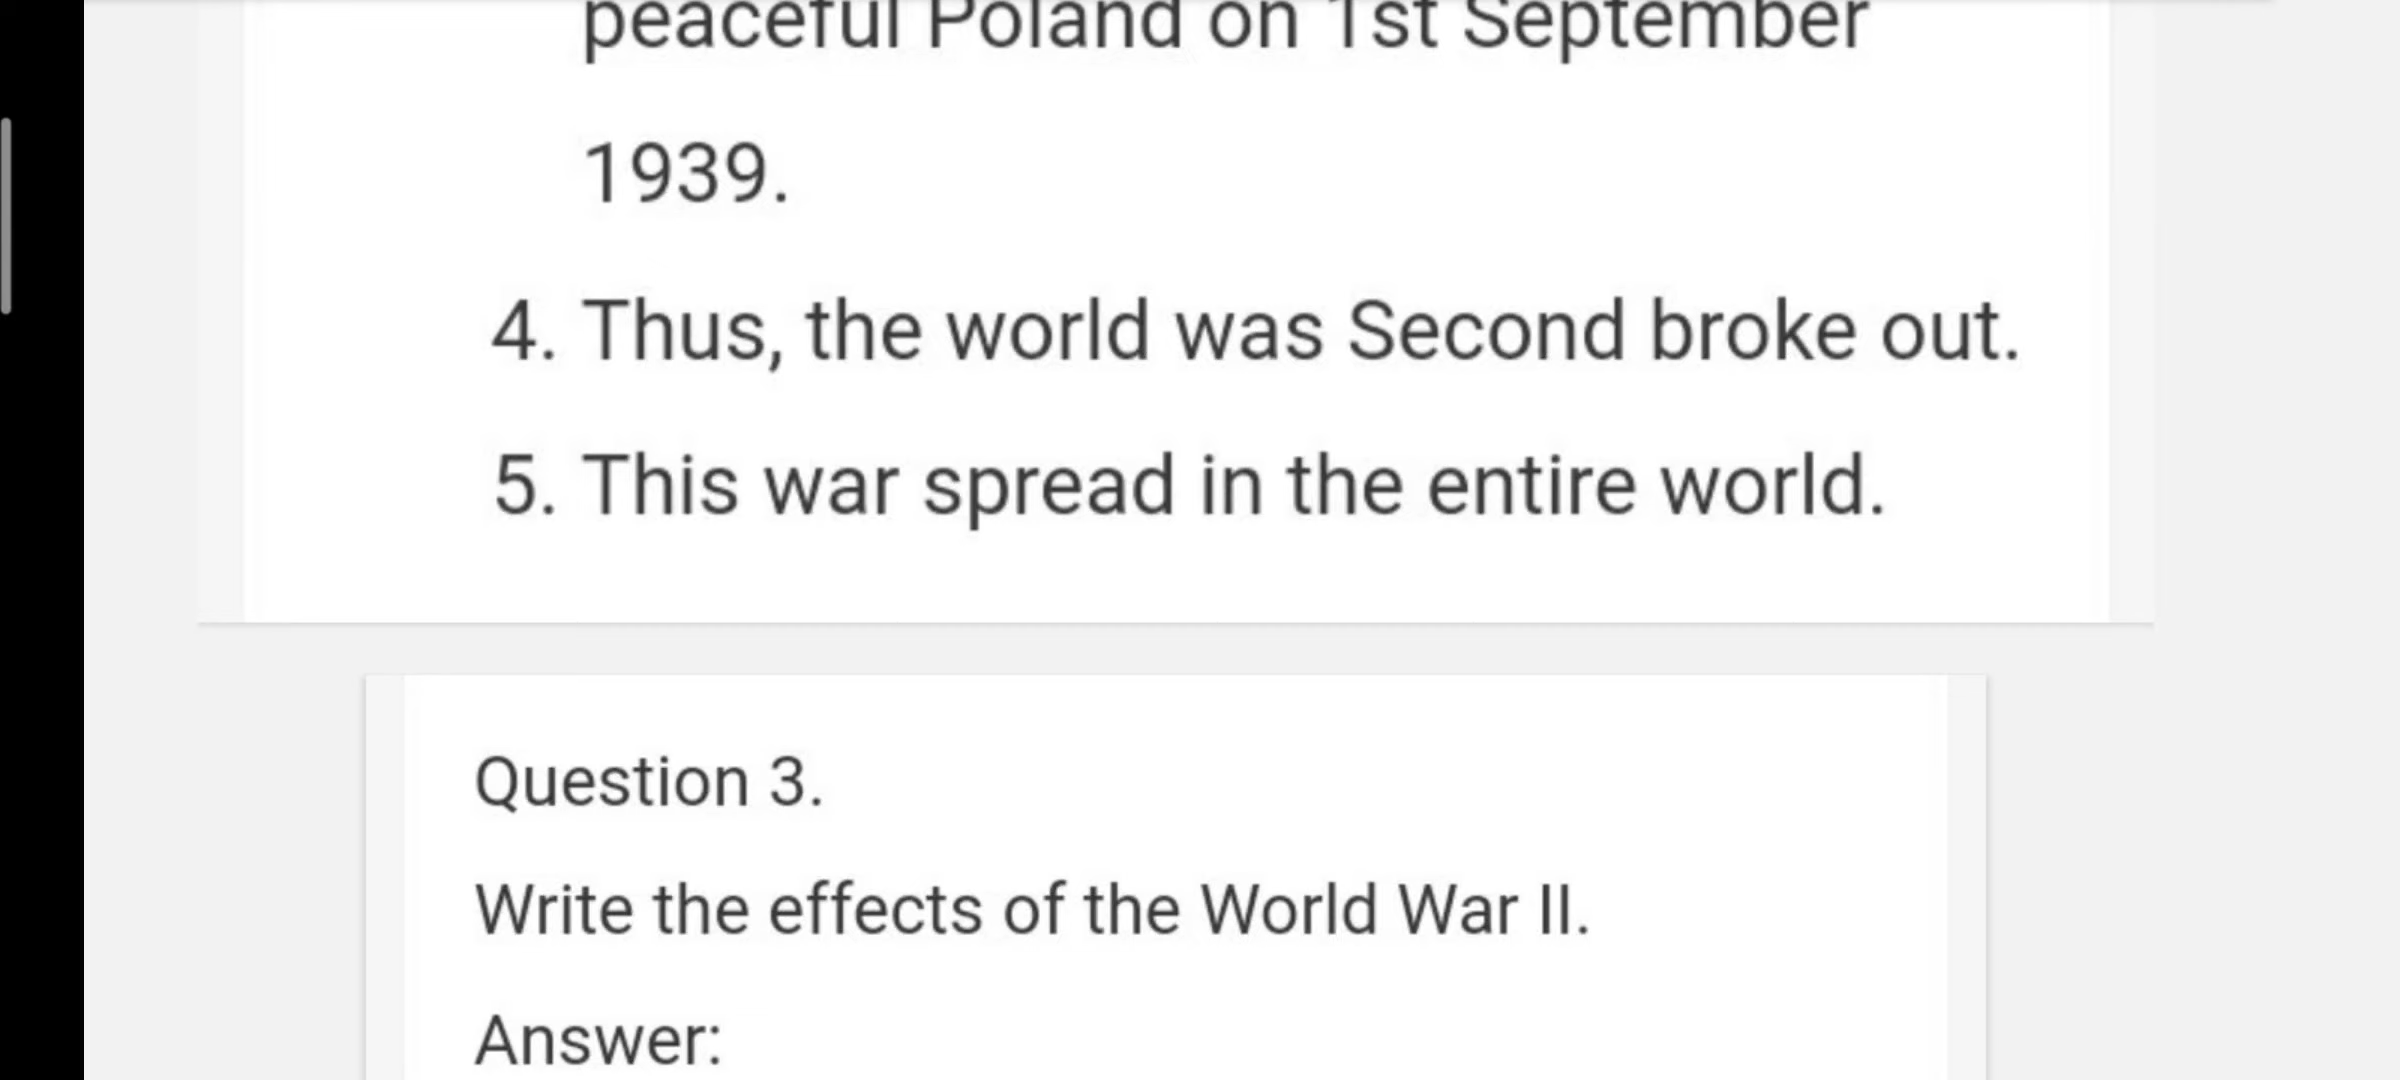 peaceful Poland on 1st September
1939.
4. Thus, the world was Second broke out.
5. This war spread in the entire world.
Question 3.
Write the effects of the World War II.
Answer: